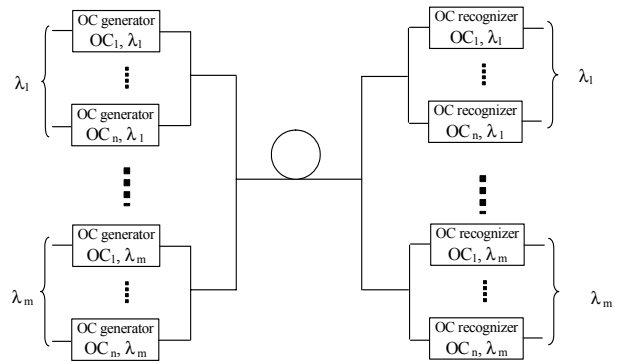 OC generator
OC₁, λ₁
λ₁
OC generator
OCₙ, λ₁
OC generator
OC₁, λₘ
λₘ
OC generator
OCₙ, λₘ
OC recognizer
OC₁, λ₁
λ₁
OC recognizer
OCₙ, λ₁
OC recognizer
OC₁, λₘ
λₘ
OC recognizer
OCₙ, λₘ